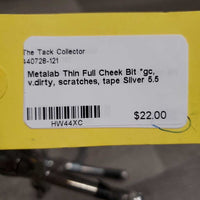 The Tack Collector
440728-121
Metalab Thin Full Cheek Bit *gc,
v.dirty, scratches, tape Silver 5.5
$22.00
HW44XC